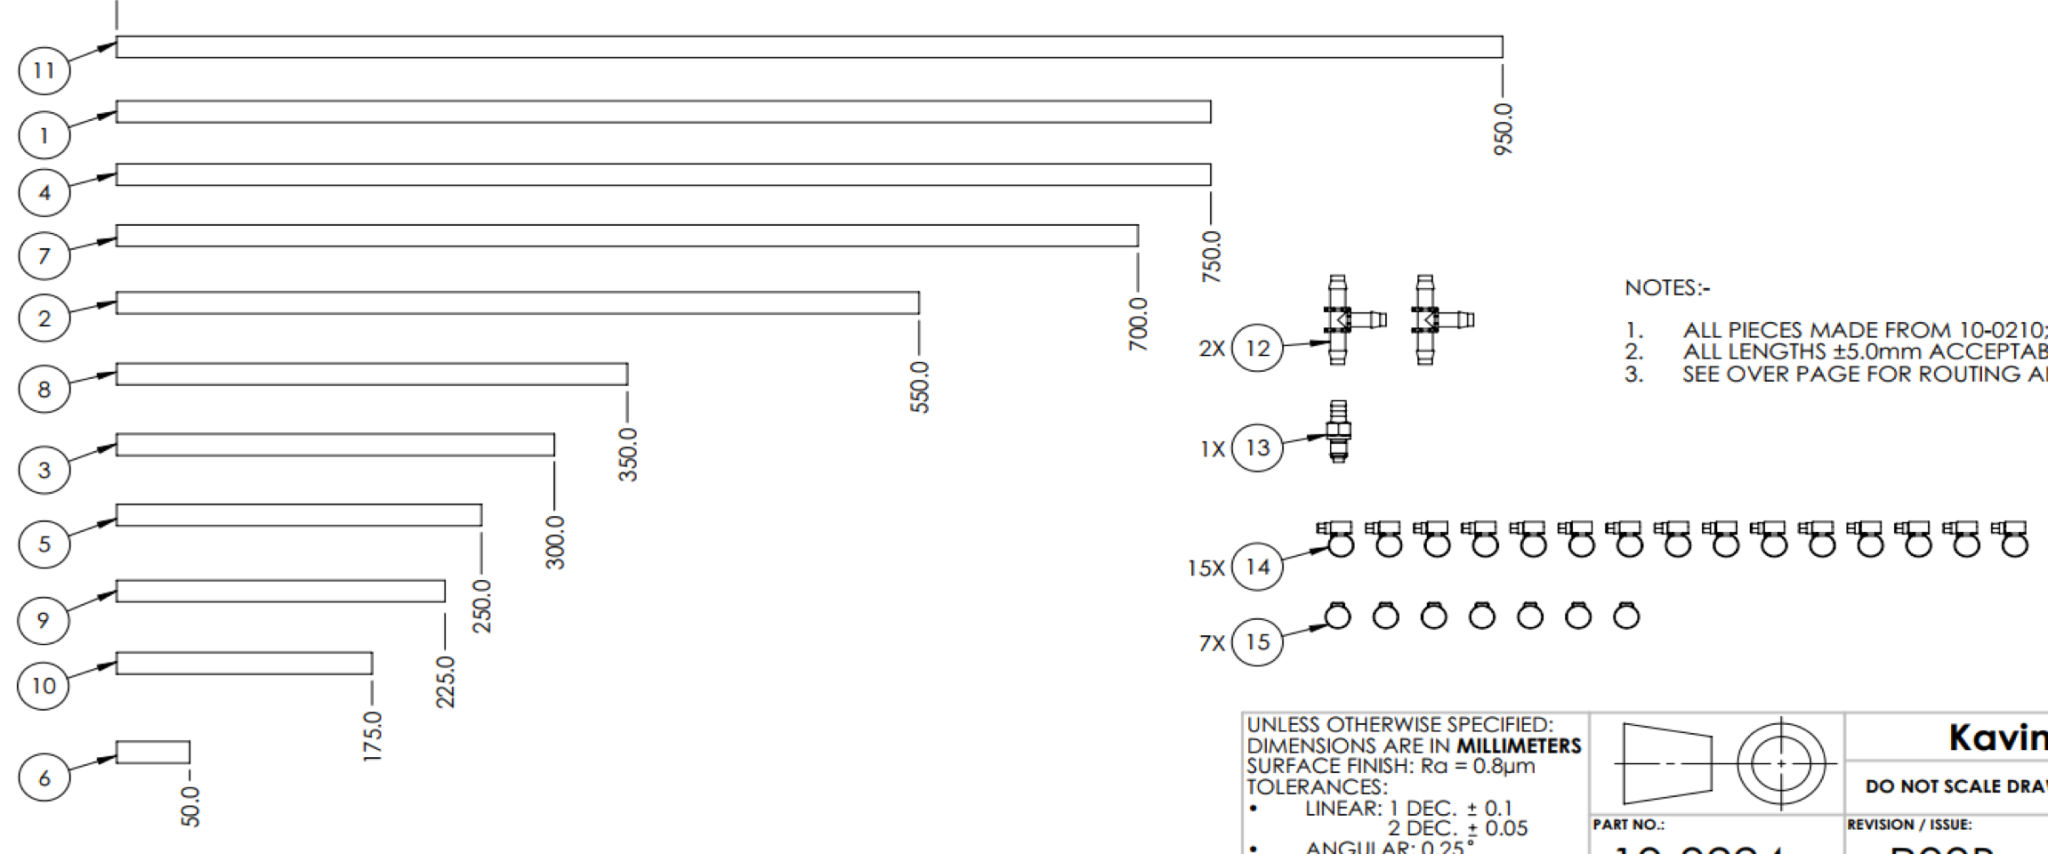 11
950.0
1
4
750.0
7
700.0
2
550.0
8
350.0
3
300.0
5
250.0
9
225.0
10
175.0
6
50.0
2X 12
1X 13
15X 14
7X 15
NOTES:-
1. ALL PIECES MADE FROM 10-0210;
2. ALL LENGTHS ±5.0mm
3. SEE OVER PAGE FOR ROUTING
UNLESS OTHERWISE SPECIFIED:
DIMENSIONS ARE IN MILLIMETERS
SURFACE FINISH: Ra = 0.8µm
TOLERANCES:
• LINEAR: 1 DEC. ± 0.1
2 DEC. ± 0.05
• ANGULAR: 0.25°
Kavin
DO NOT SCALE
PART NO.:
REVISION / ISSUE: